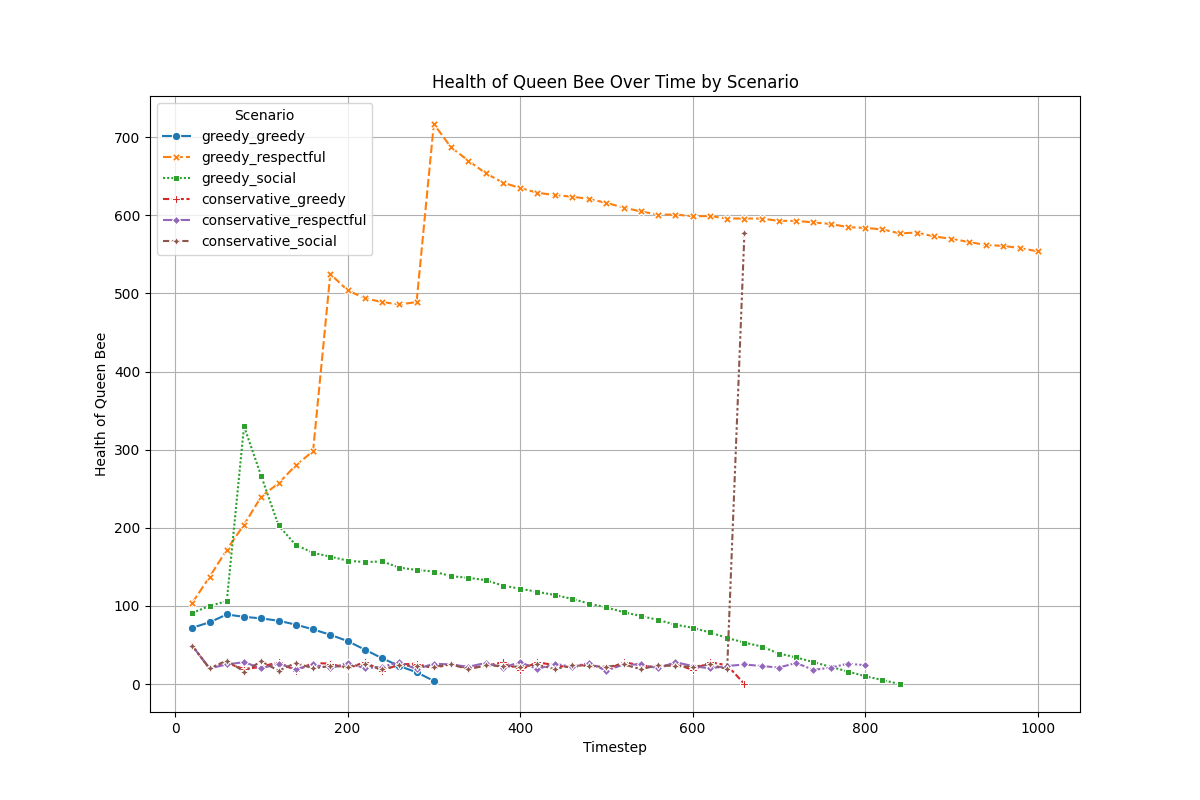 Health of Queen Bee Over Time by Scenario
Scenario
greedy_greedy
greedy_respectful
greedy_social
conservative_greedy
conservative_respectful
conservative_social
Health of Queen Bee
700
600
500
400
300
200
100
0
0 200 400 600 800 1000
Timestep